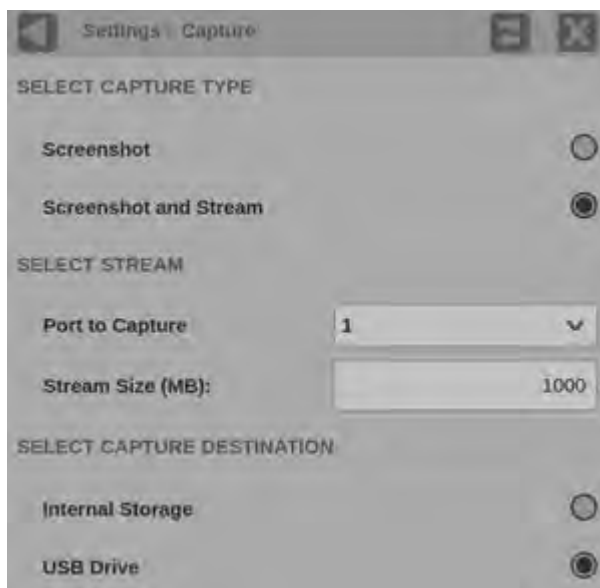 Settings Capture
SELECT CAPTURE TYPE
Screenshot
Screenshot and Stream
SELECT STREAM
Port to Capture 1
Stream Size (MB): 1000
SELECT CAPTURE DESTINATION
Internal Storage
USB Drive